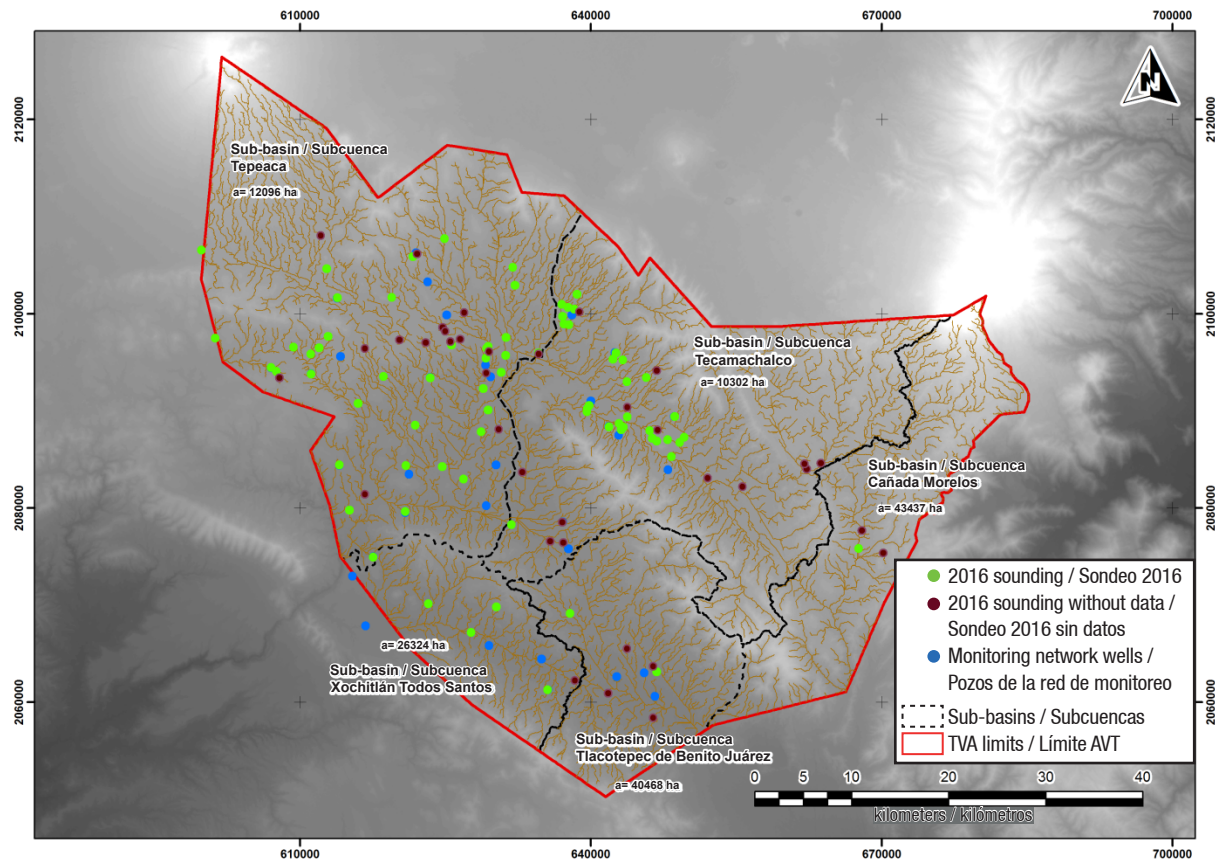 610000
640000
670000
700000
N
2120000
2120000
Sub-basin / Subcuenca
Tepeaca
a= 12096 ha
2100000
2100000
Sub-basin / Subcuenca
Tecamachalco
a= 10302 ha
Sub-basin / Subcuenca
Cañada Morelos
a= 43437 ha
2080000
2080000
2016 sounding / Sondeo 2016
2016 sounding without data /
Sondeo 2016 sin datos
Monitoring network wells /
Pozos de la red de monitoreo
Sub-basins / Subcuencas
TVA limits / Límite AVT
a= 26324 ha
Sub-basin / Subcuenca
Xochitlán Todos Santos
2060000
2060000
Sub-basin / Subcuenca
Tlacotepec de Benito Juárez
a= 40468 ha
0 5 10 20 30 40
kilometers / kilómetros
610000
640000
670000
700000